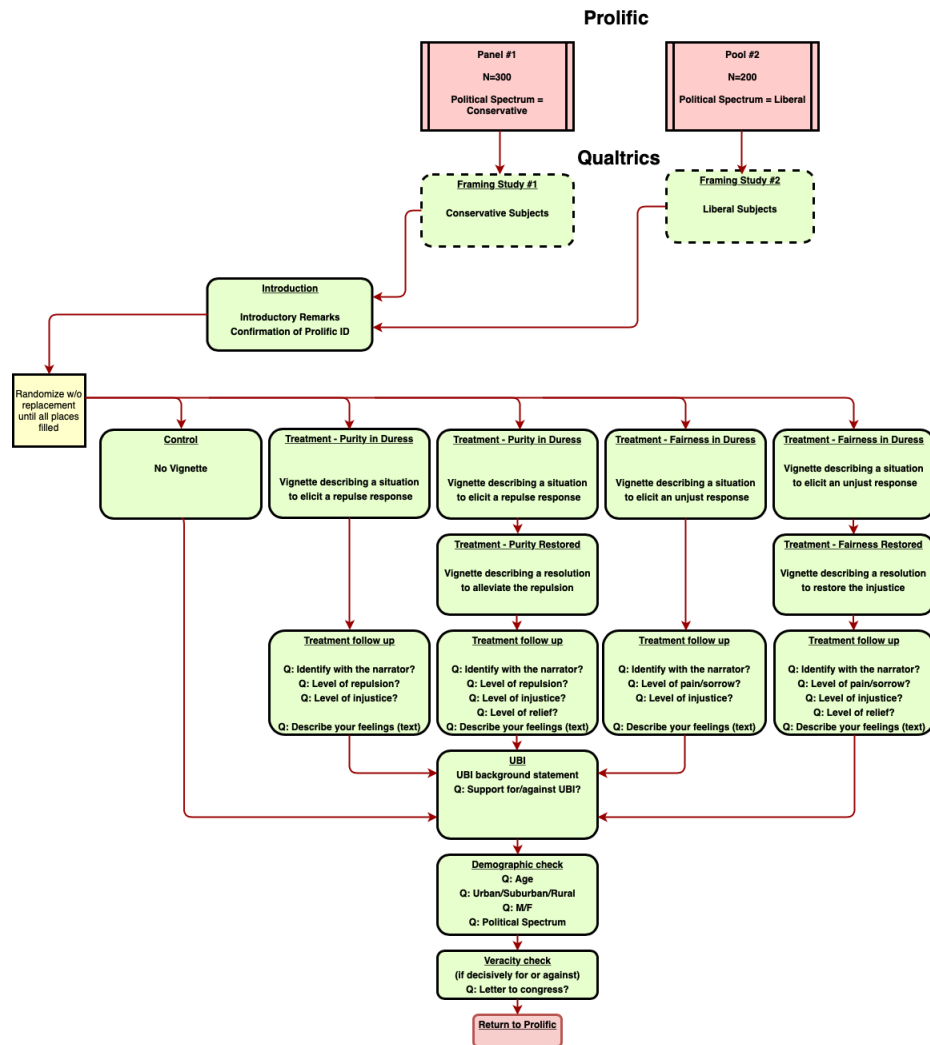 Prolific
Panel #1
N=300
Political Spectrum =
Conservative
Pool #2
N=200
Political Spectrum = Liberal
Qualtrics
Framing Study #1
Conservative Subjects
Framing Study #2
Liberal Subjects
Introduction
Introductory Remarks
Confirmation of Prolific ID
Randomize w/o
replacement
until all places
filled
Control
No Vignette
Treatment - Purity in Duress
Vignette describing a situation
to elicit a repulse response
Treatment - Purity in Duress
Vignette describing a situation
to elicit a repulse response
Treatment - Fairness in Duress
Vignette describing a situation
to elicit an unjust response
Treatment - Fairness in Duress
Vignette describing a situation
to elicit an unjust response
Treatment - Purity Restored
Vignette describing a resolution
to alleviate the repulsion
Treatment - Fairness Restored
Vignette describing a resolution
to restore the injustice
Treatment follow up
Q: Identify with the narrator?
Q: Level of repulsion?
Q: Level of injustice?
Q: Describe your feelings (text)
Treatment follow up
Q: Identify with the narrator?
Q: Level of repulsion?
Q: Level of injustice?
Q: Level of relief?
Q: Describe your feelings (text)
Treatment follow up
Q: Identify with the narrator?
Q: Level of pain/sorrow?
Q: Level of injustice?
Q: Describe your feelings (text)
Treatment follow up
Q: Identify with the narrator?
Q: Level of pain/sorrow?
Q: Level of injustice?
Q: Level of relief?
Q: Describe your feelings (text)
UBI
UBI background statement
Q: Support for/against UBI?
Demographic check
Q: Age
Q: Urban/Suburban/Rural
Q: M/F
Q: Political Spectrum
Veracity check
(if decisively for or against)
Q: Letter to congress?
Return to Prolific